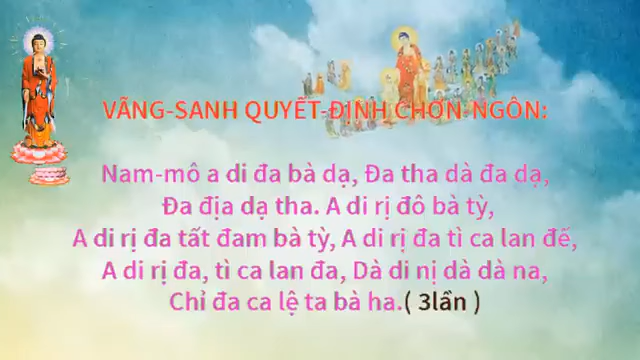 VÃNG-SANH QUYẾT-ĐỊNH CHƠN-NGÔN:
Nam-mô a di đa bà dạ, Đa tha dà đa dạ,
Đa địa dạ tha. A di rị đô bà tỳ,
A di rị đa tất đam bà tỳ, A di rị đa tì ca lan đế,
A di rị đa, tì ca lan đa, Dà di nị dà dà na,
Chỉ đa ca lệ ta bà ha.( 3lần )